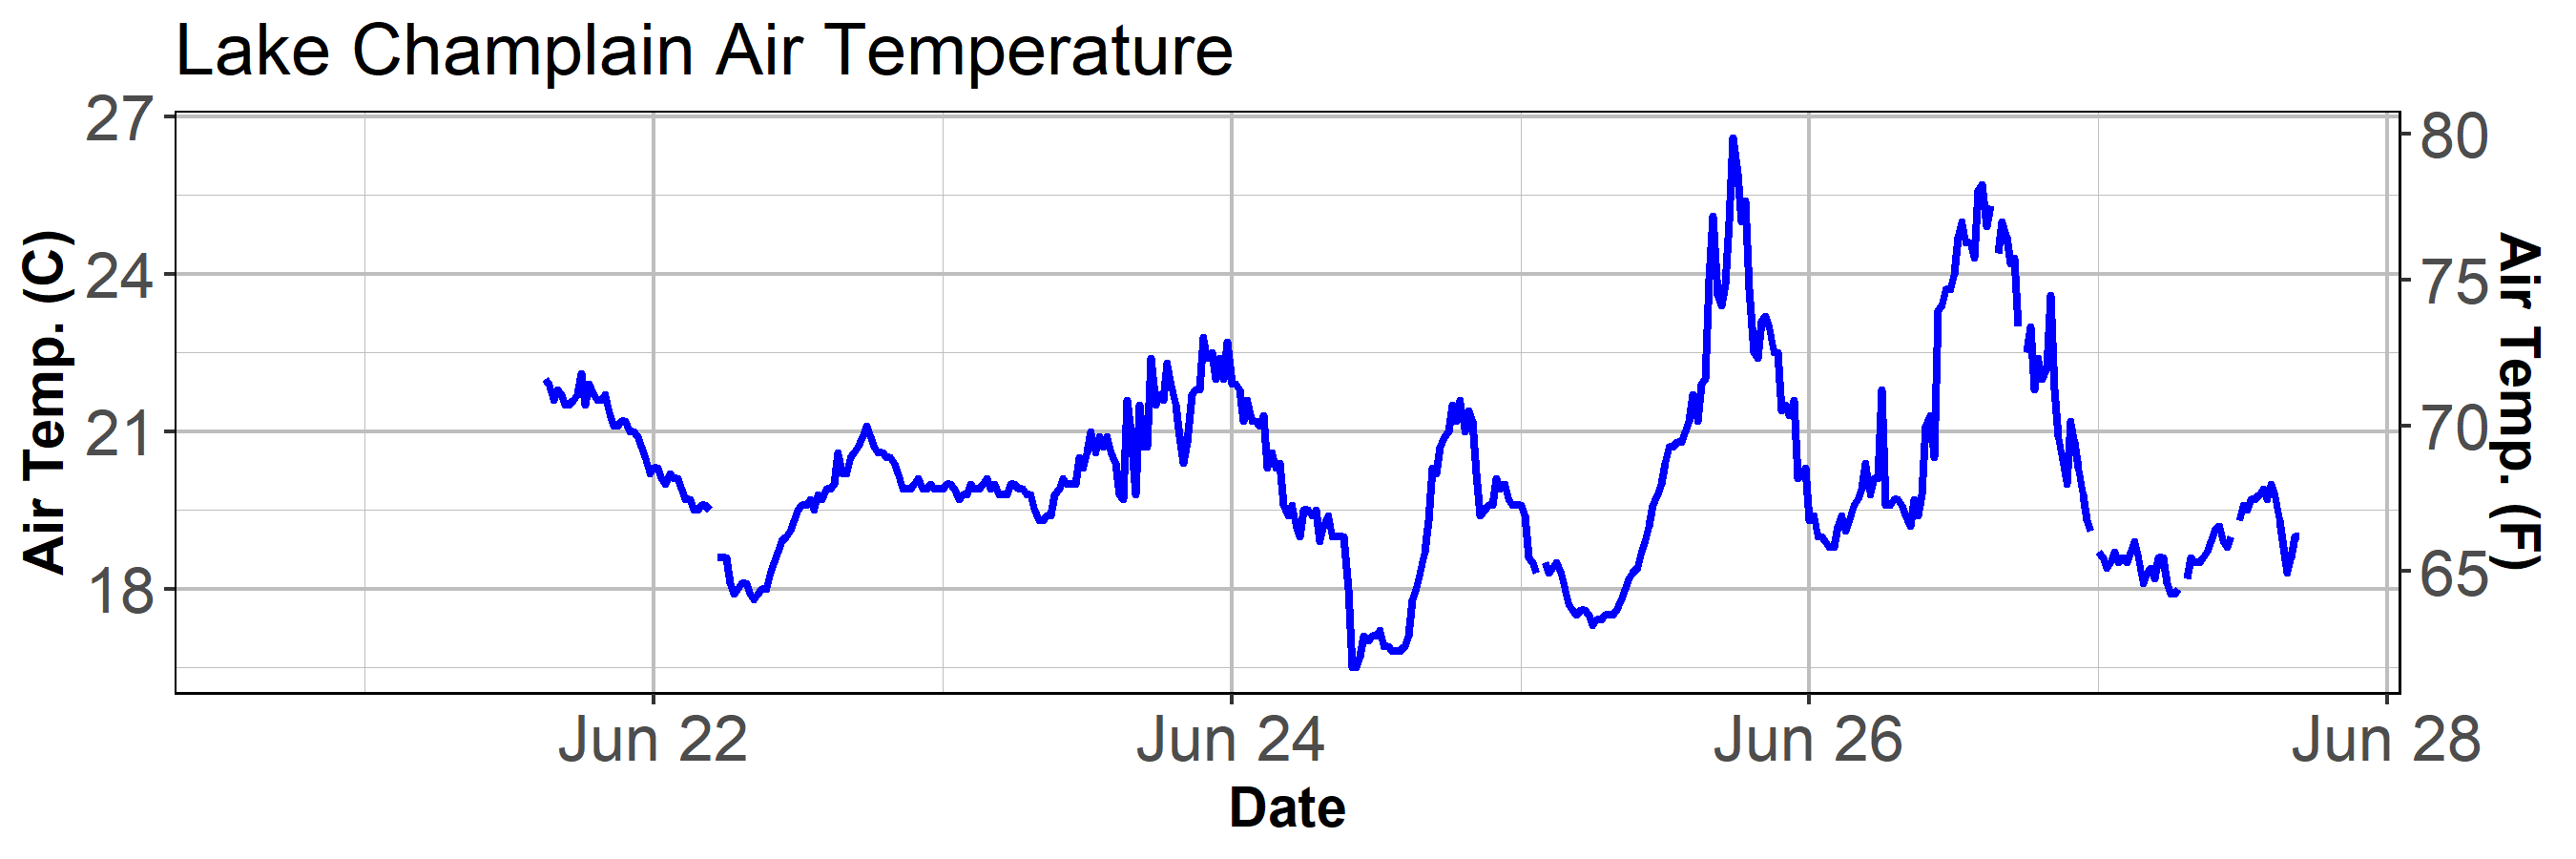 Lake Champlain Air Temperature
Air Temp. (C)
27
24
21
18
80
75
70
65
Air Temp. (F)
Jun 22
Jun 24
Jun 26
Jun 28
Date